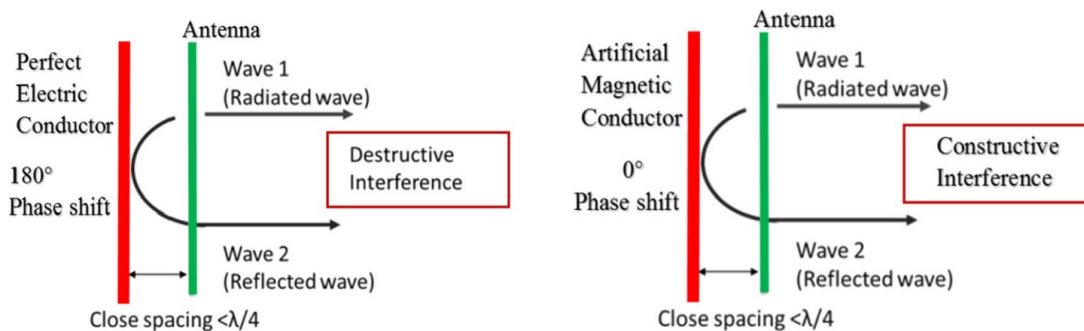 Antenna
Perfect
Electric
Conductor
Wave 1
(Radiated wave)
Destructive
Interference
180°
Phase shift
Wave 2
(Reflected wave)
Close spacing <λ/4
Antenna
Artificial
Magnetic
Conductor
Wave 1
(Radiated wave)
Constructive
Interference
0°
Phase shift
Wave 2
(Reflected wave)
Close spacing <λ/4